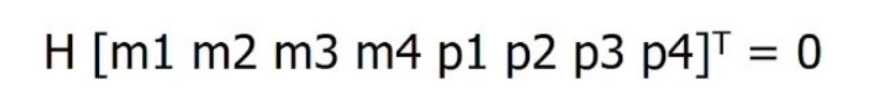 H [m1 m2 m3 m4 p1 p2 p3 p4]ᵀ = 0